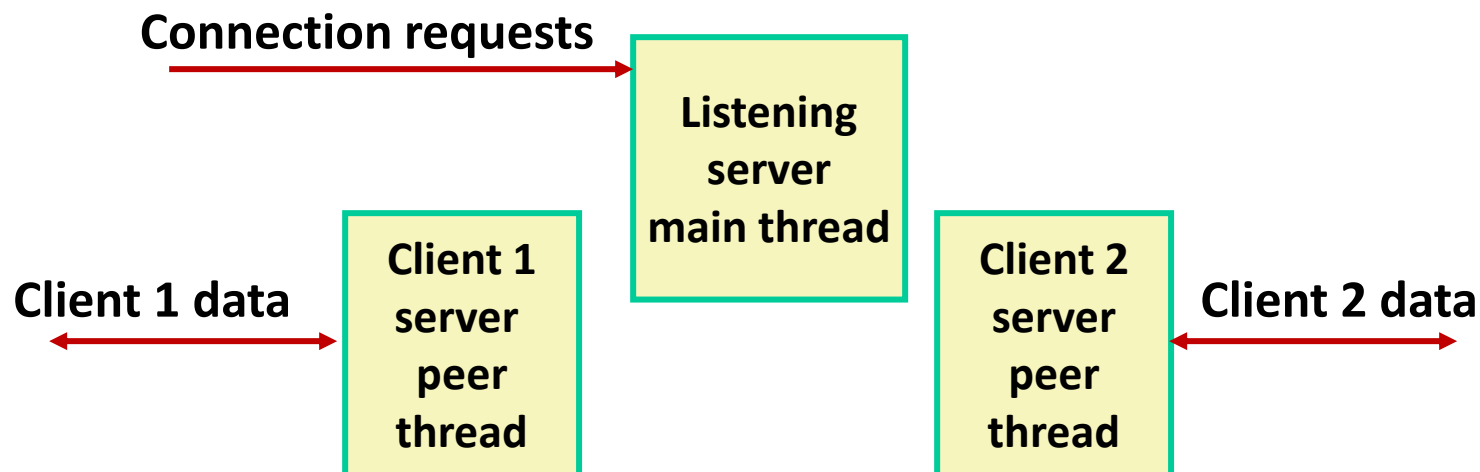 Connection requests
Listening
server
main thread
Client 1 data
Client 1
server
peer
thread
Client 2
server
peer
thread
Client 2 data